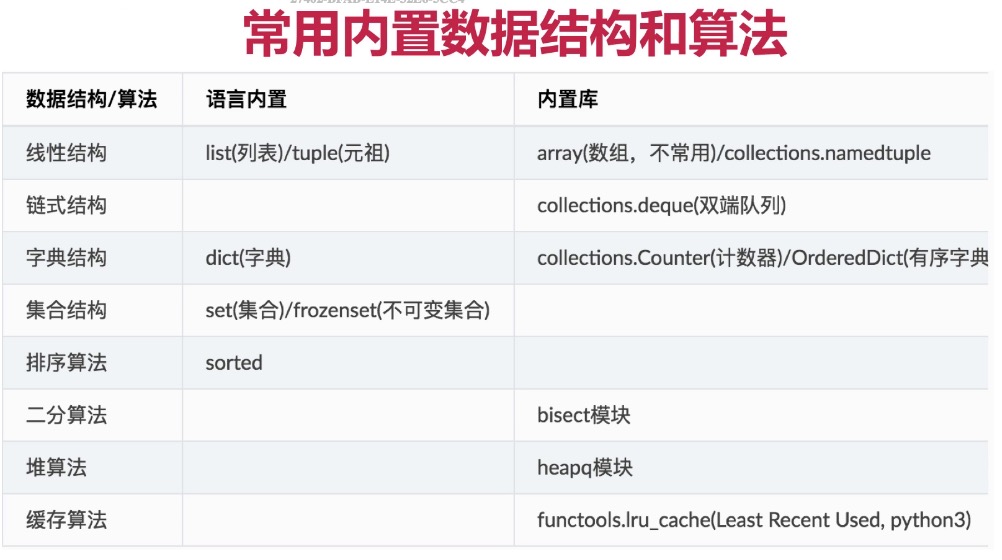 常用内置数据结构和算法
数据结构/算法 语言内置 内置库
线性结构 list(列表)/tuple(元祖) array(数组，不常用)/collections.namedtuple
链式结构 collections.deque(双端队列)
字典结构 dict(字典) collections.Counter(计数器)/OrderedDict(有序字典
集合结构 set(集合)/frozenset(不可变集合)
排序算法 sorted
二分算法 bisect模块
堆算法 heapq模块
缓存算法 functools.lru_cache(Least Recent Used, python3)